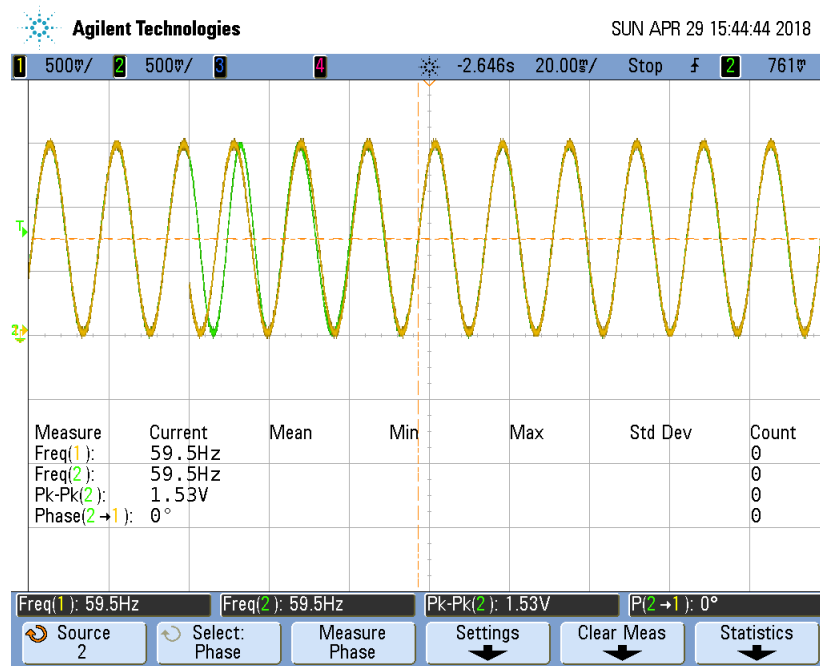 Agilent Technologies SUN APR 29 15:44:44 2018
1 500mV/ 2 500mV/ 3 4 -2.646s 20.00ms/ Stop 2 761mV
T
2
Measure Current Mean Min Max Std Dev Count
Freq(1): 59.5Hz 0
Freq(2): 59.5Hz 0
Pk-Pk(2): 1.53V 0
Phase(2→1): 0° 0
Freq(1): 59.5Hz Freq(2): 59.5Hz Pk-Pk(2): 1.53V P(2→1): 0°
Source Select: Measure Settings Clear Meas Statistics
2 Phase Phase